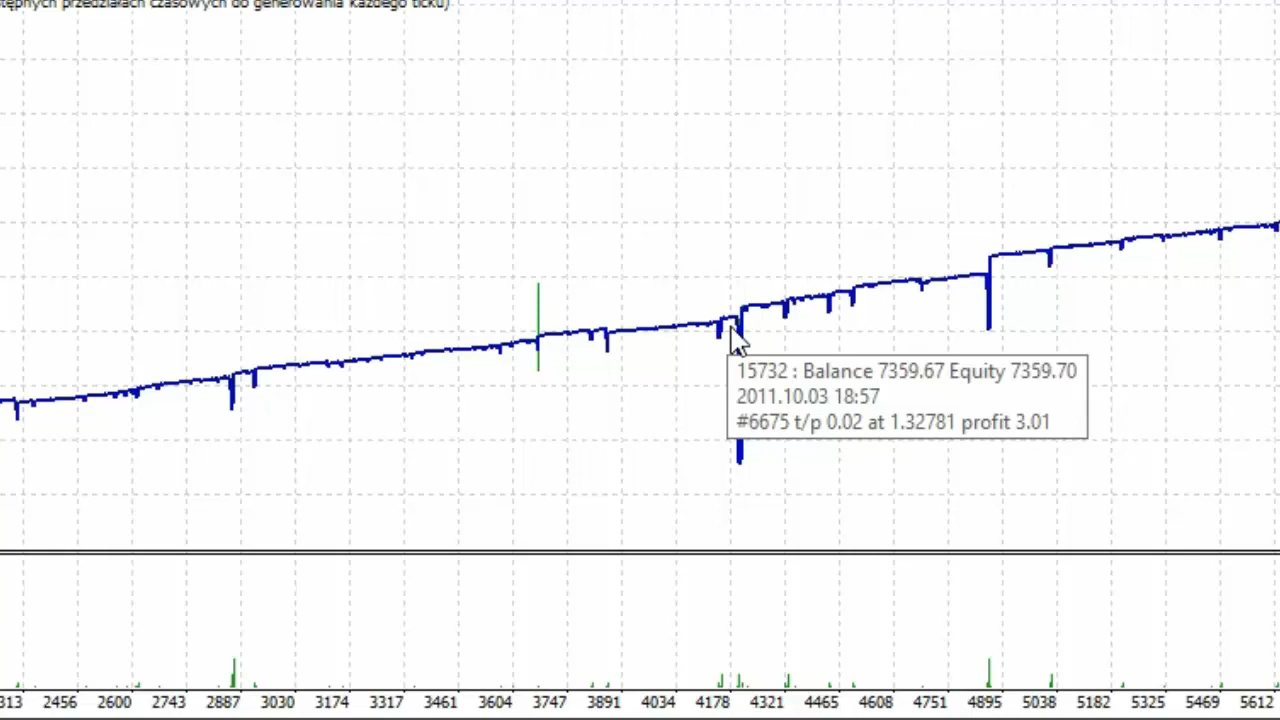 przedziałach czasowych do generowania każdego ticku)
15732 : Balance 7359.67 Equity 7359.70
2011.10.03 18:57
#6675 t/p 0.02 at 1.32781 profit 3.01
313 2456 2600 2743 2887 3030 3174 3317 3461 3604 3747 3891 4034 4178 4321 4465 4608 4751 4895 5038 5182 5325 5469 5612